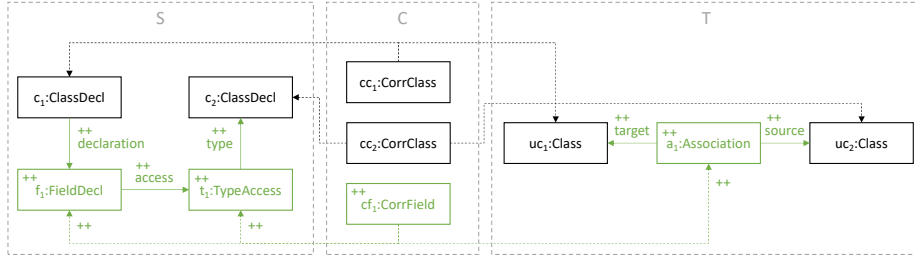 S
C
T
c1:ClassDecl
c2:ClassDecl
cc1:CorrClass
++
declaration
++
type
cc2:CorrClass
uc1:Class
++
target
++
a1:Association
++
source
uc2:Class
++
f1:FieldDecl
++
access
++
t1:TypeAccess
++
cf1:CorrField
++
++
++